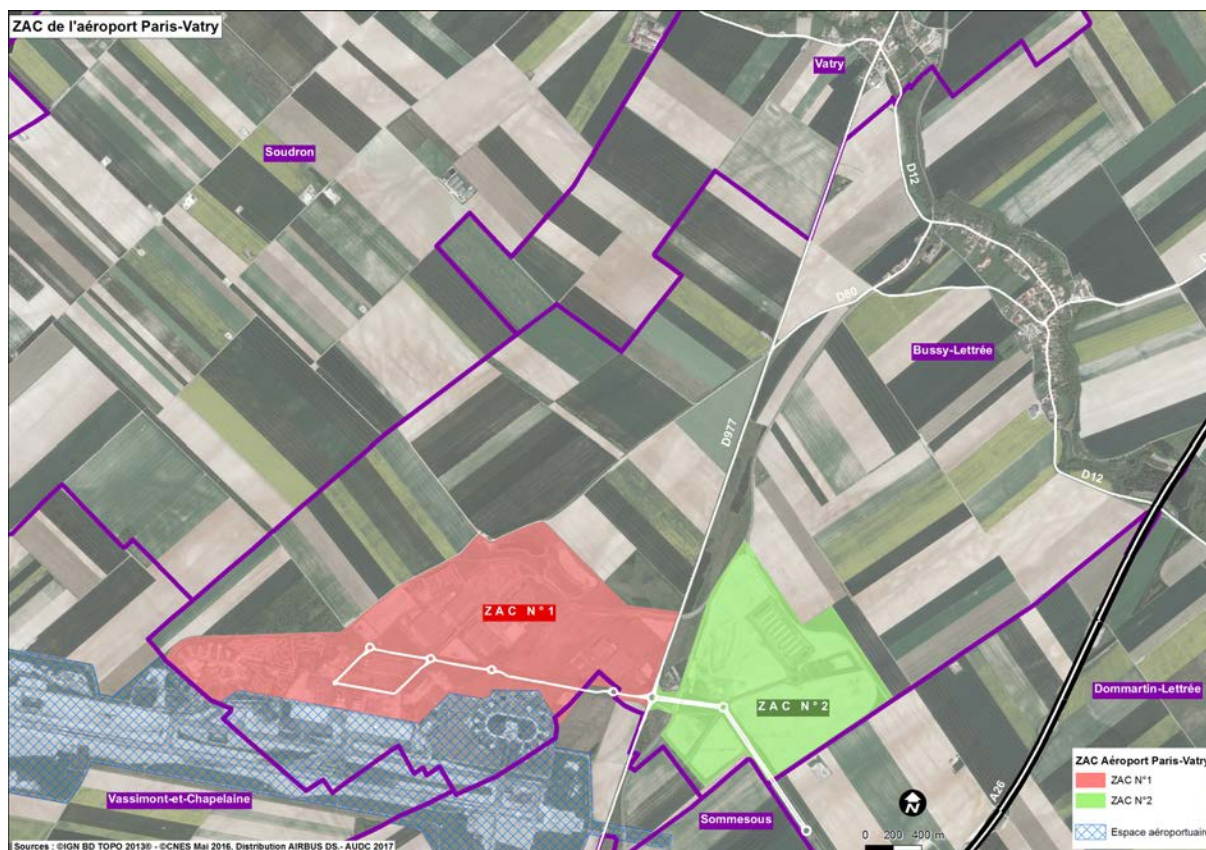 ZAC de l'aéroport Paris-Vatry
Vatry
Soudron
D12
D80
Bussy-Lettrée
D977
D12
ZAC N°1
ZAC N°2
Dommartin-Lettrée
A26
Vassimont-et-Chapelaine
Sommesous
N
0 200 400 m
ZAC Aéroport Paris-Vatry
ZAC N°1
ZAC N°2
Espace aéroportuaire
Sources : ©IGN BD TOPO 2013® - ©CNES Mai 2016, Distribution AIRBUS DS.- AUDC 2017